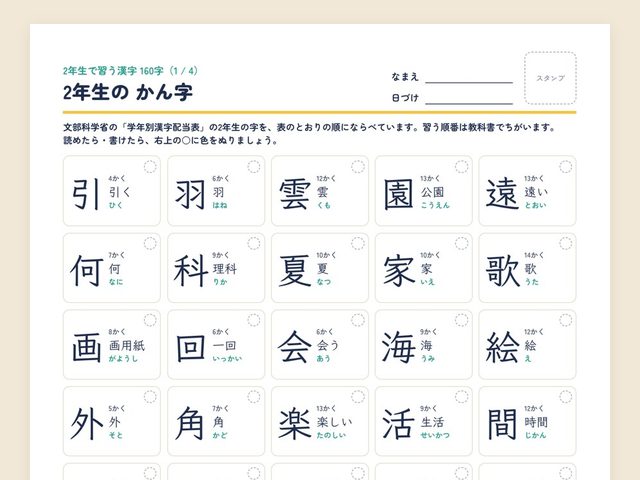 2年生で習う漢字 160字（1 / 4）
2年生の かん字
なまえ
日づけ
スタンプ
文部科学省の「学年別漢字配当表」の2年生の字を、表のとおりの順にならべています。習う順番は教科書でちがいます。
読めたら・書けたら、右上の○に色をぬりましょう。
引 4かく 引く ひく
羽 6かく 羽 はね
雲 12かく 雲 くも
園 13かく 公園 こうえん
遠 13かく 遠い とおい
何 7かく 何 なに
科 9かく 理科 りか
夏 10かく 夏 なつ
家 10かく 家 いえ
歌 14かく 歌 うた
画 8かく 画用紙 がようし
回 6かく 一回 いっかい
会 6かく 会う あう
海 9かく 海 うみ
絵 12かく 絵 え
外 5かく 外 そと
角 7かく 角 かど
楽 13かく 楽しい たのしい
活 9かく 生活 せいかつ
間 12かく 時間 じかん